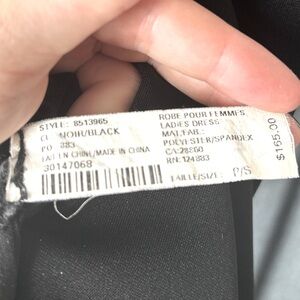 STYLE: 8513965
CL NOIR/BLACK
PO 383
FAIT EN CHINE/MADE IN CHINA
30147068
ROBE POUR FEMMES
LADIES DRESS
MAT,FAB.:
POLYESTER/SPANDEX
CA:28860
RN:124883
TAILLE/SIZE: P/S
$165.00